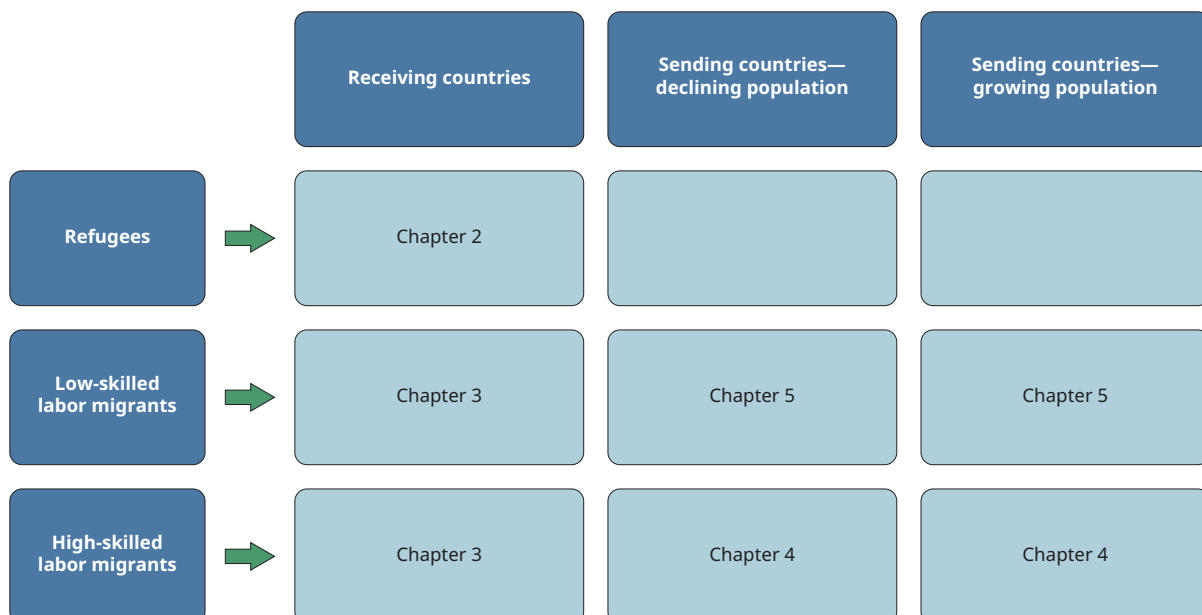 Receiving countries
Sending countries—
declining population
Sending countries—
growing population
Refugees
Chapter 2
Low-skilled
labor migrants
Chapter 3
Chapter 5
Chapter 5
High-skilled
labor migrants
Chapter 3
Chapter 4
Chapter 4